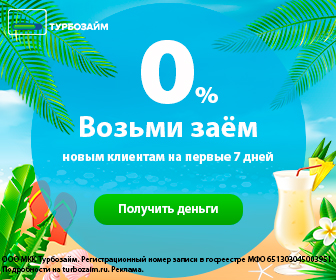 ТУРБОЗАЙМ
0%
Возьми заём
новым клиентам на первые 7 дней
Получить деньги
ООО МКК Турбозайм. Регистрационный номер записи в госреестре МФО 651303045003951
Подробности на turbozaim.ru. Реклама.